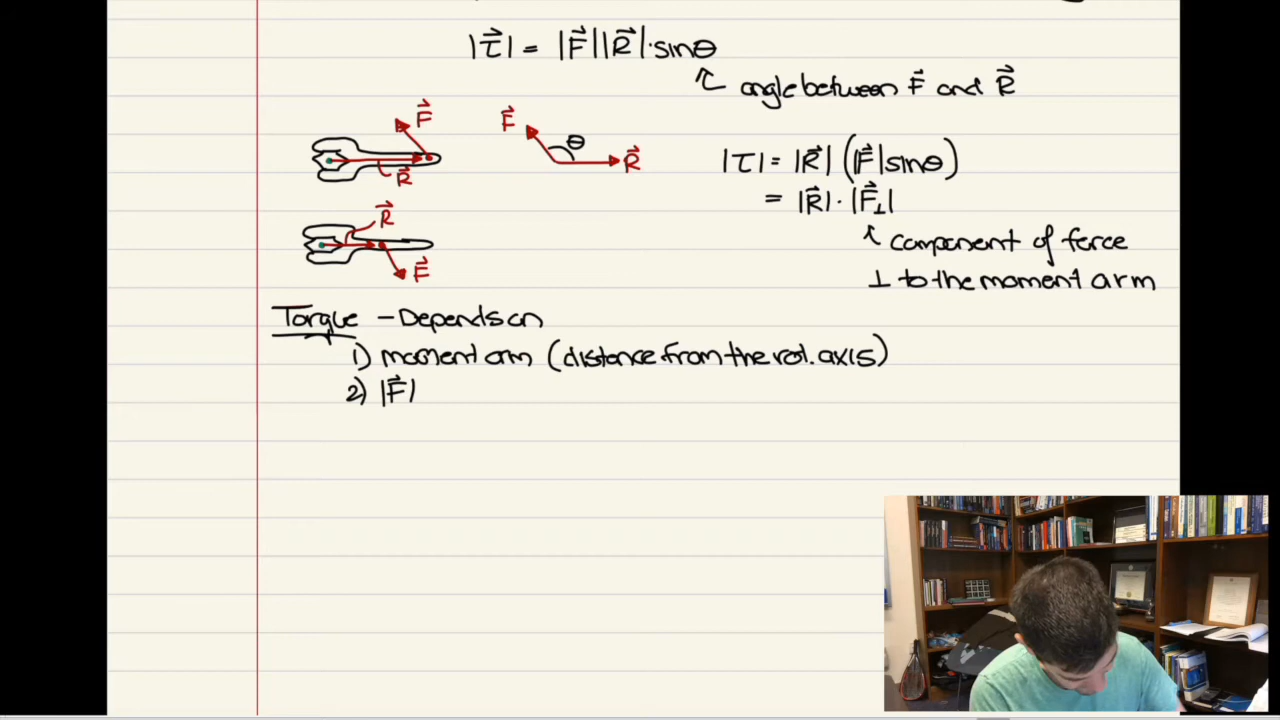 |τ⃗| = |F⃗||R⃗|·sinθ
↖ angle between F⃗ and R⃗
F⃗
F⃗ θ R⃗
R⃗
|τ| = |R⃗| (|F⃗|sinθ)
= |R⃗|·|F⃗⊥|
R⃗
F⃗
↖ component of force
⊥ to the moment arm
Torque – Depends on
1) moment arm (distance from the rot. axis)
2) |F⃗|